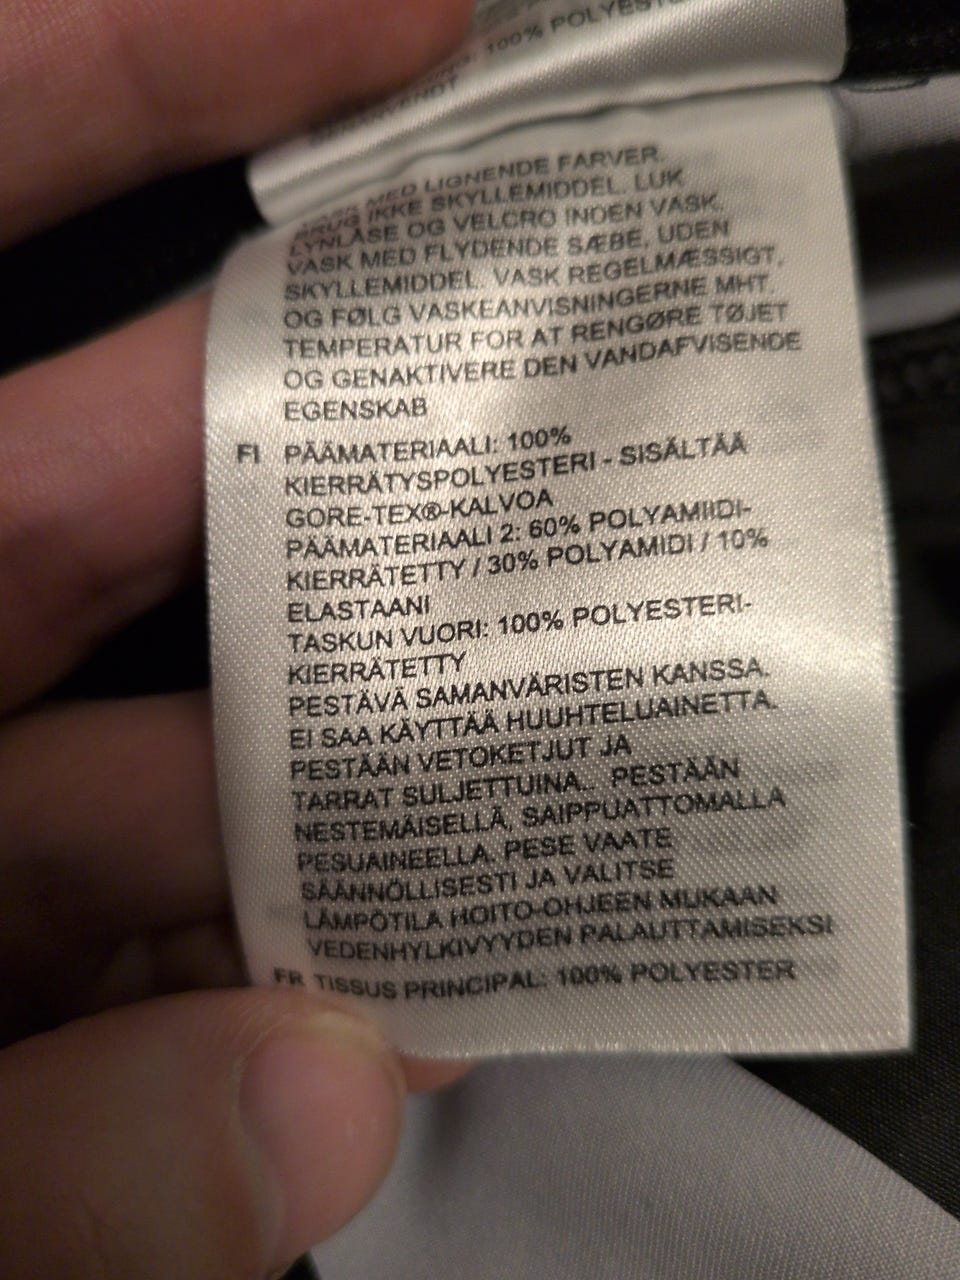 100% POLYESTER
MED LIGNENDE FARVER.
BRUG IKKE SKYLLEMIDDEL. LUK
LYNLÅSE OG VELCRO INDEN VASK.
VASK MED FLYDENDE SÆBE, UDEN
SKYLLEMIDDEL. VASK REGELMÆSSIGT,
OG FØLG VASKEANVISNINGERNE MHT.
TEMPERATUR FOR AT RENGØRE TØJET
OG GENAKTIVERE DEN VANDAFVISENDE
EGENSKAB
FI PÄÄMATERIAALI: 100%
KIERRÄTYSPOLYESTERI - SISÄLTÄÄ
GORE-TEX®-KALVOA
PÄÄMATERIAALI 2: 60% POLYAMIIDI-
KIERRÄTETTY / 30% POLYAMIDI / 10%
ELASTAANI
TASKUN VUORI: 100% POLYESTERI-
KIERRÄTETTY
PESTÄVÄ SAMANVÄRISTEN KANSSA.
EI SAA KÄYTTÄÄ HUUHTELUAINETTA.
PESTÄÄN VETOKETJUT JA
TARRAT SULJETTUINA.. PESTÄÄN
NESTEMÄISELLÄ, SAIPPUATTOMALLA
PESUAINEELLA. PESE VAATE
SÄÄNNÖLLISESTI JA VALITSE
LÄMPÖTILA HOITO-OHJEEN MUKAAN
VEDENHYLKIVYYDEN PALAUTTAMISEKSI
FR TISSUS PRINCIPAL: 100% POLYESTER